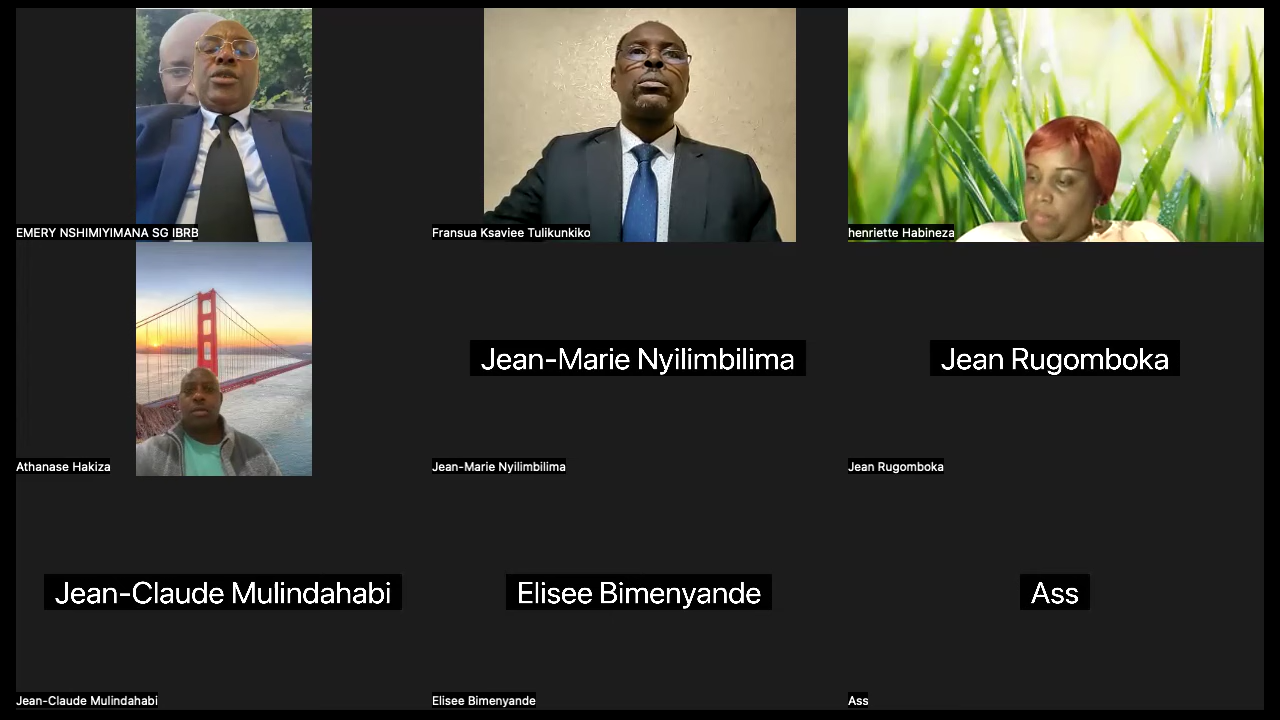 EMERY NSHIMIYIMANA SG IBRB
Fransua Ksaviee Tulikunkiko
henriette Habineza
Jean-Marie Nyilimbilima
Jean Rugomboka
Athanase Hakiza
Jean-Marie Nyilimbilima
Jean Rugomboka
Jean-Claude Mulindahabi
Elisee Bimenyande
Ass
Jean-Claude Mulindahabi
Elisee Bimenyande
Ass